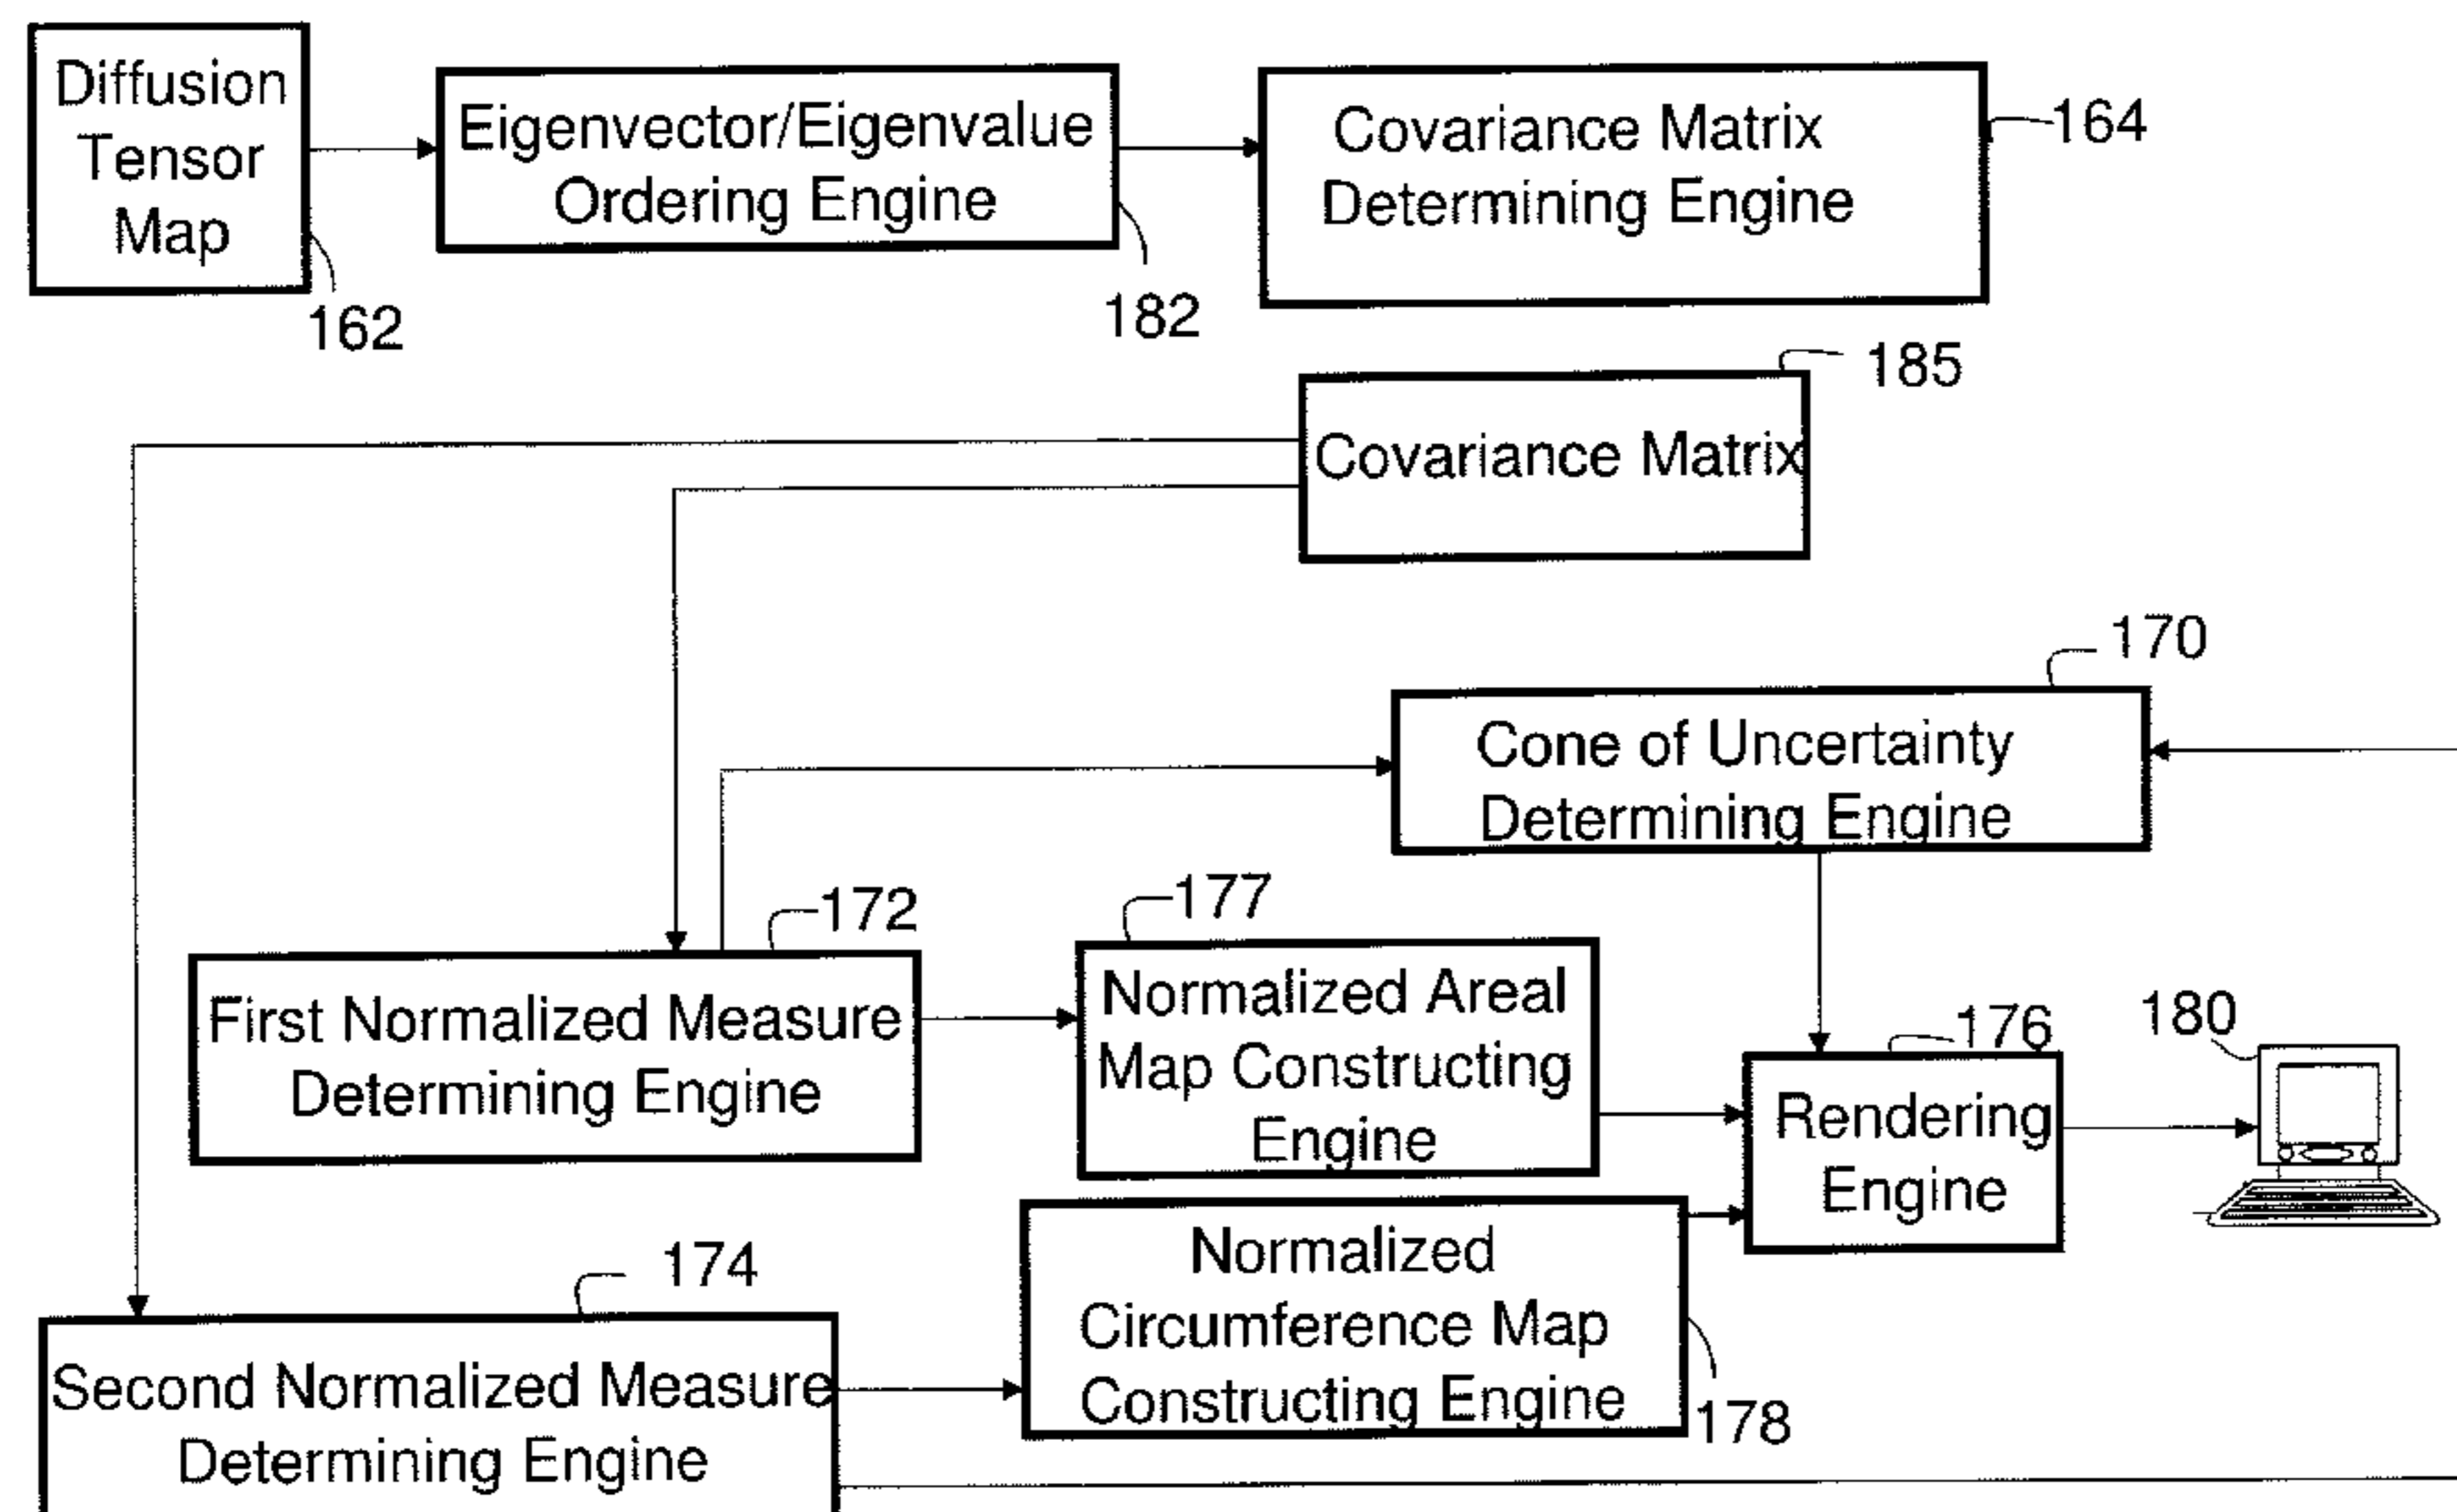 Diffusion
Tensor
Map
162
Eigenvector/Eigenvalue
Ordering Engine
182
Covariance Matrix
Determining Engine
164
185
Covariance Matrix
170
Cone of Uncertainty
Determining Engine
172
First Normalized Measure
Determining Engine
177
Normalized Areal
Map Constructing
Engine
176
Rendering
Engine
180
174
Second Normalized Measure
Determining Engine
Normalized
Circumference Map
Constructing Engine
178